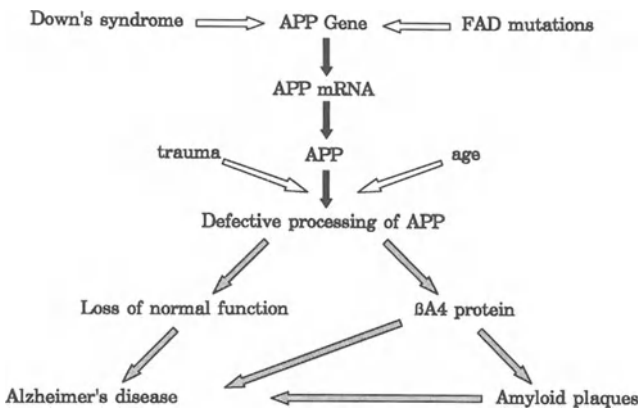 Down's syndrome APP Gene FAD mutations
APP mRNA
trauma APP age
Defective processing of APP
Loss of normal function ßA4 protein
Alzheimer's disease Amyloid plaques